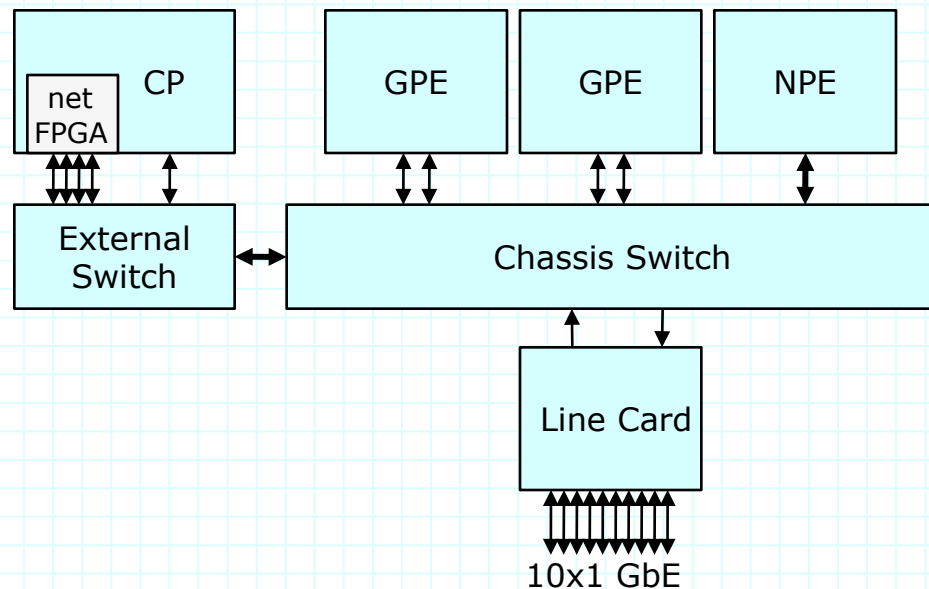 CP
net
FPGA
GPE
GPE
NPE
External
Switch
Chassis Switch
Line Card
10x1 GbE